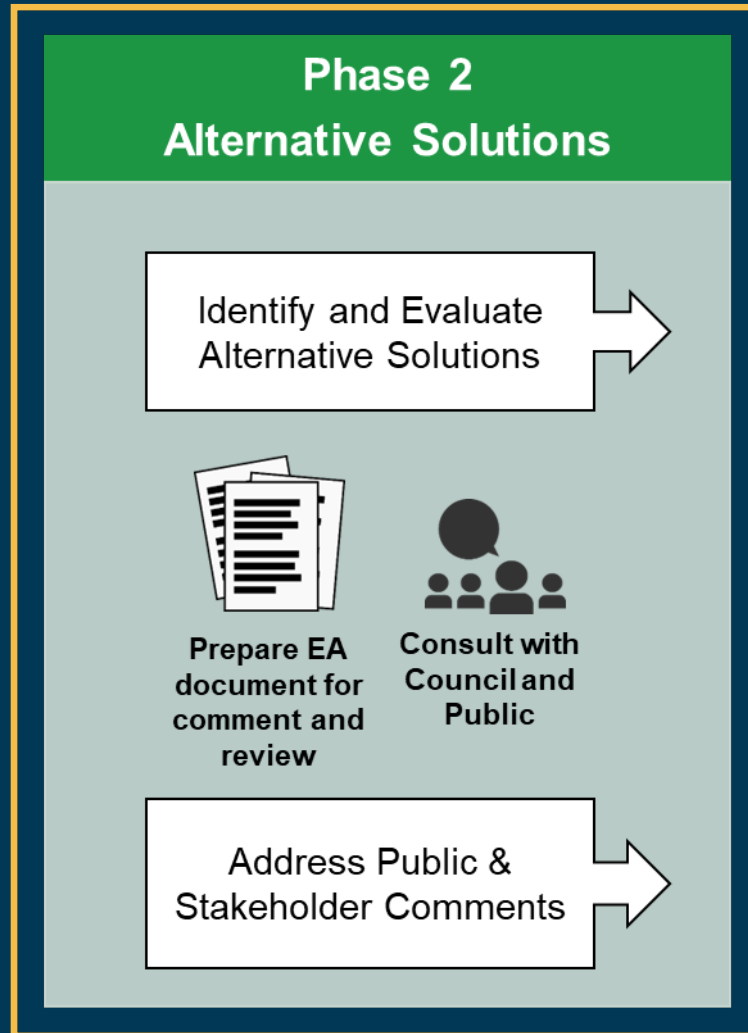 Phase 2
Alternative Solutions
Identify and Evaluate
Alternative Solutions
Prepare EA
document for
comment and
review
Consult with
Council and
Public
Address Public &
Stakeholder Comments